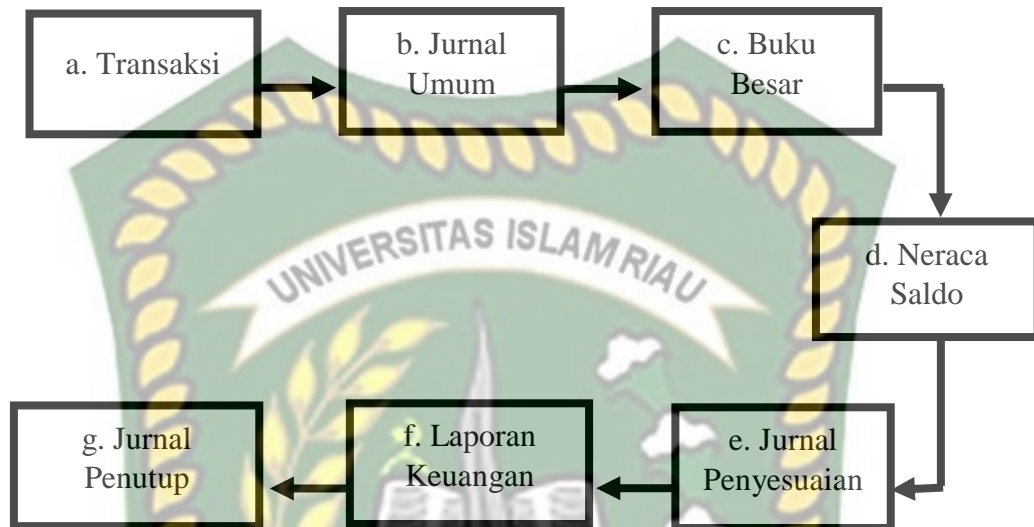 a. Transaksi
b. Jurnal
Umum
c. Buku
Besar
UNIVERSITAS ISLAM RIAU
d. Neraca
Saldo
e. Jurnal
Penyesuaian
f. Laporan
Keuangan
g. Jurnal
Penutup